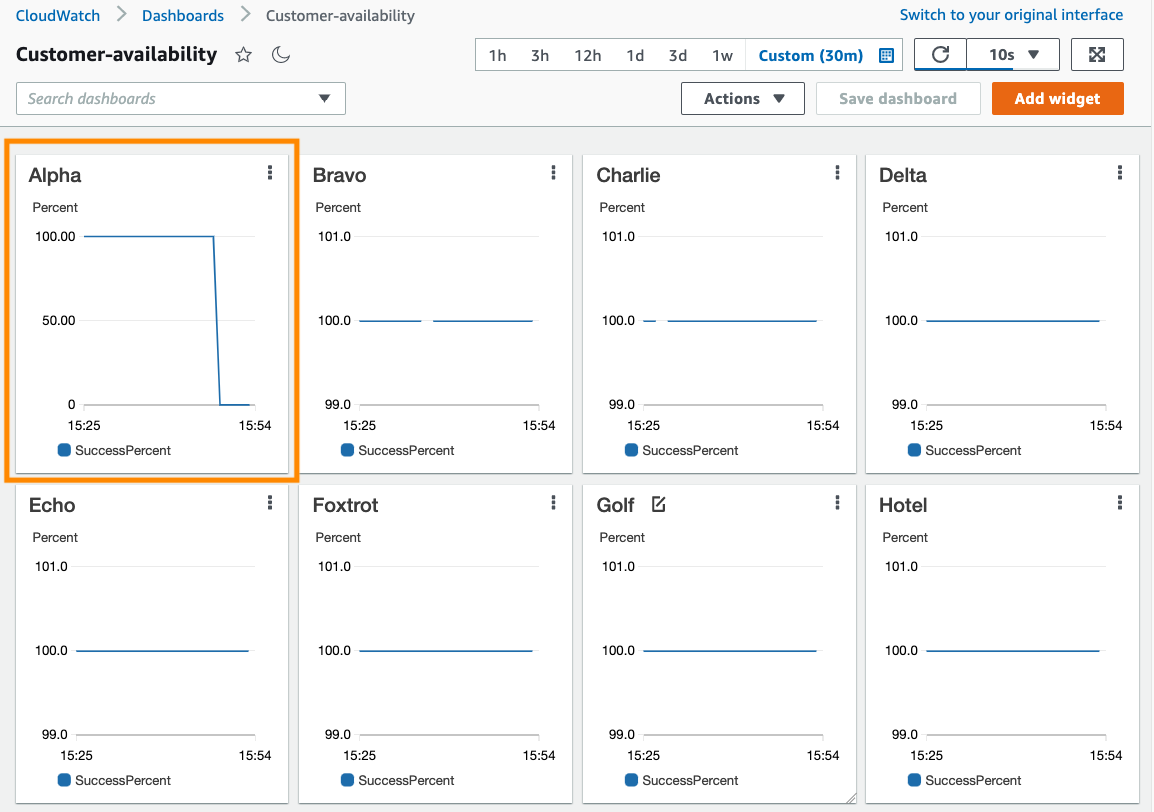 CloudWatch > Dashboards > Customer-availability
Switch to your original interface
Customer-availability
1h 3h 12h 1d 3d 1w Custom (30m)
10s
Search dashboards
Actions
Save dashboard
Add widget
Alpha
Percent
100.00
50.00
0
15:25 15:54
SuccessPercent
Bravo
Percent
101.0
100.0
99.0
15:25 15:54
SuccessPercent
Charlie
Percent
101.0
100.0
99.0
15:25 15:54
SuccessPercent
Delta
Percent
101.0
100.0
99.0
15:25 15:54
SuccessPercent
Echo
Percent
101.0
100.0
99.0
15:25 15:54
SuccessPercent
Foxtrot
Percent
101.0
100.0
99.0
15:25 15:54
SuccessPercent
Golf
Percent
101.0
100.0
99.0
15:25 15:54
SuccessPercent
Hotel
Percent
101.0
100.0
99.0
15:25 15:54
SuccessPercent